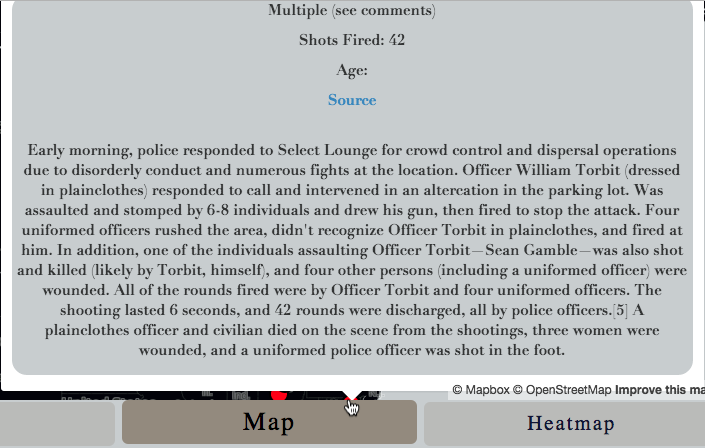 Multiple (see comments)
Shots Fired: 42
Age:
Source
Early morning, police responded to Select Lounge for crowd control and dispersal operations
due to disorderly conduct and numerous fights at the location. Officer William Torbit (dressed
in plainclothes) responded to call and intervened in an altercation in the parking lot. Was
assaulted and stomped by 6-8 individuals and drew his gun, then fired to stop the attack. Four
uniformed officers rushed the area, didn't recognize Officer Torbit in plainclothes, and fired at
him. In addition, one of the individuals assaulting Officer Torbit—Sean Gamble—was also shot
and killed (likely by Torbit, himself), and four other persons (including a uniformed officer) were
wounded. All of the rounds fired were by Officer Torbit and four uniformed officers. The
shooting lasted 6 seconds, and 42 rounds were discharged, all by police officers.[5] A
plainclothes officer and civilian died on the scene from the shootings, three women were
wounded, and a uniformed police officer was shot in the foot.
© Mapbox © OpenStreetMap Improve this ma
Map
Heatmap